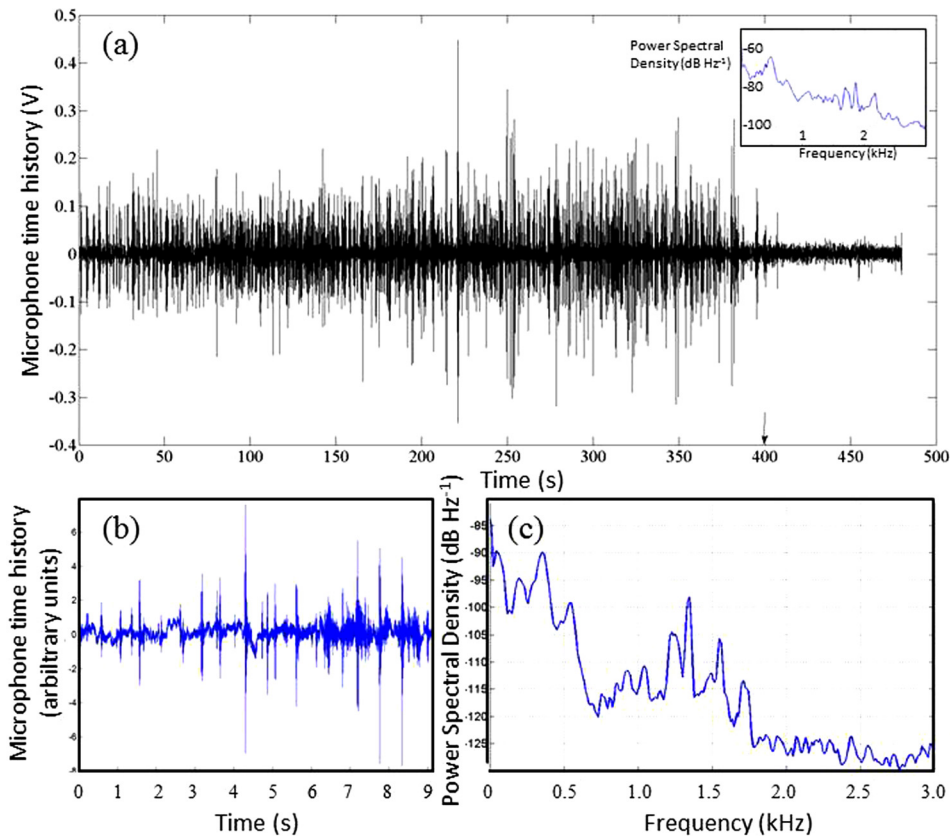 (a)
Microphone time history (V)
0.5
0.4
0.3
0.2
0.1
0
-0.1
-0.2
-0.3
-0.4
0 50 100 150 200 250 300 350 400 450 500
Time (s)
Power Spectral
Density (dB Hz-1)
-60
-80
-100
1 2
Frequency (kHz)
(b)
Microphone time history
(arbiltrary units)
6
4
2
0
-2
-4
-6
-8
0 1 2 3 4 5 6 7 8 9
Time (s)
(c)
Power Spectral Density (dB Hz-1)
-85
-90
-95
-100
-105
-110
-115
-120
-125
0 0.5 1.0 1.5 2.0 2.5 3.0
Frequency (kHz)